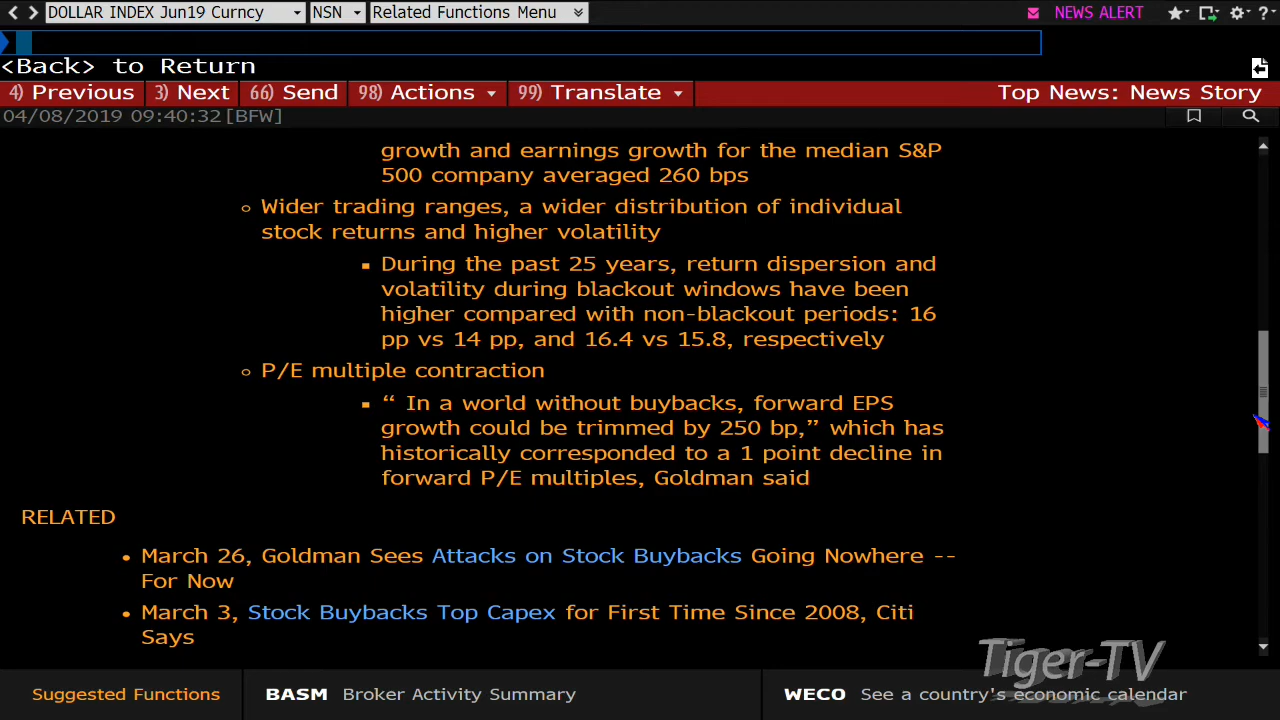 DOLLAR INDEX Jun19 Curncy NSN Related Functions Menu NEWS ALERT
<Back> to Return
4) Previous 3) Next 66) Send 98) Actions 99) Translate Top News: News Story
04/08/2019 09:40:32 [BFW]
growth and earnings growth for the median S&P
500 company averaged 260 bps
Wider trading ranges, a wider distribution of individual
stock returns and higher volatility
During the past 25 years, return dispersion and
volatility during blackout windows have been
higher compared with non-blackout periods: 16
pp vs 14 pp, and 16.4 vs 15.8, respectively
P/E multiple contraction
“ In a world without buybacks, forward EPS
growth could be trimmed by 250 bp,” which has
historically corresponded to a 1 point decline in
forward P/E multiples, Goldman said
RELATED
March 26, Goldman Sees Attacks on Stock Buybacks Going Nowhere --
For Now
March 3, Stock Buybacks Top Capex for First Time Since 2008, Citi
Says
Tiger-TV
Suggested Functions BASM Broker Activity Summary WECO See a country's economic calendar